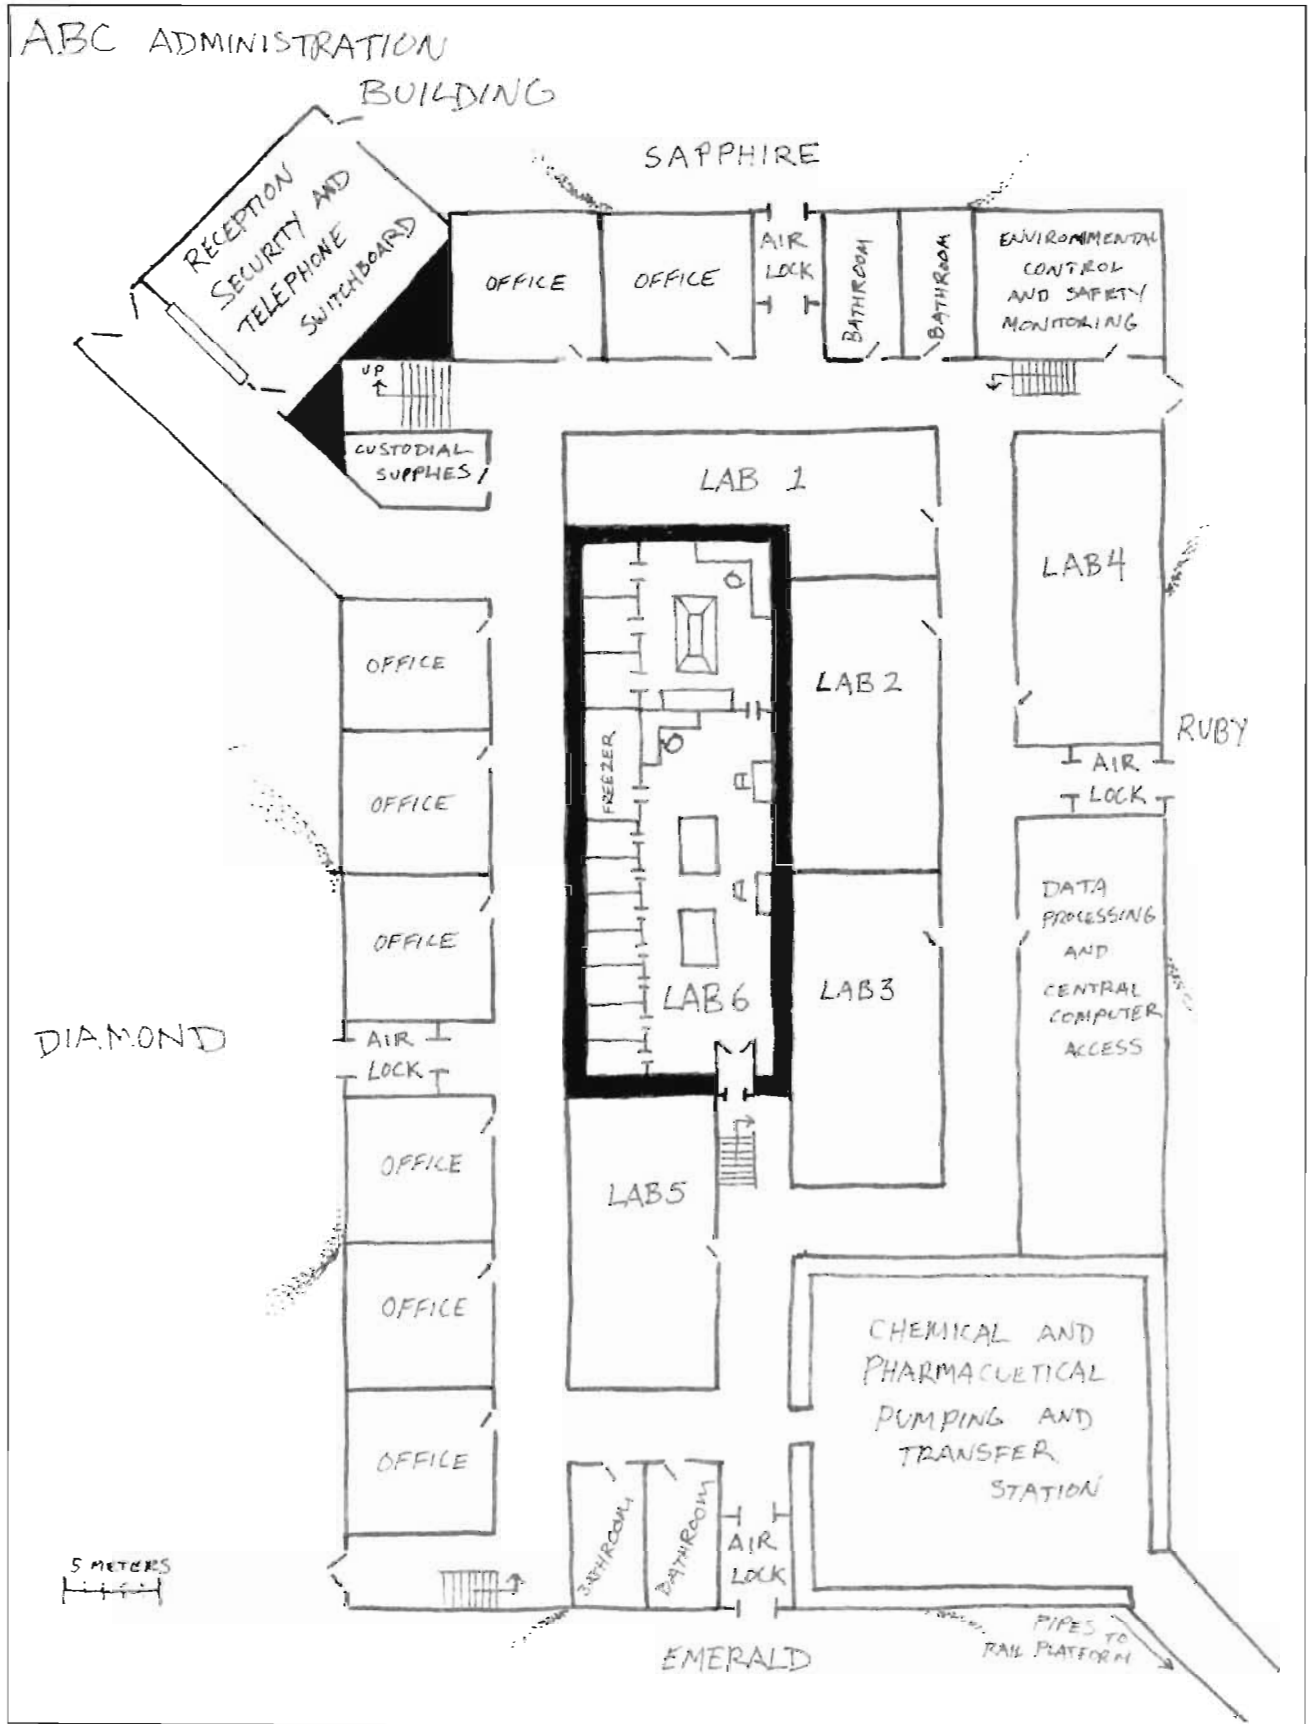 ABC ADMINISTRATION
BUILDING
SAPPHIRE
RECEPTION
SECURITY AND
TELEPHONE
SWITCHBOARD
OFFICE
OFFICE
AIR
LOCK
BATHROOM
BATHROOM
ENVIRONMENTAL
CONTROL
AND SAFETY
MONITORING
UP
CUSTODIAL
SUPPLIES
LAB 1
LAB4
OFFICE
LAB2
RUBY
OFFICE
FREEZER
AIR
LOCK
OFFICE
DATA
PROCESSING
AND
CENTRAL
COMPUTER
ACCESS
LAB6
LAB3
DIAMOND
AIR
LOCK
OFFICE
LAB5
OFFICE
CHEMICAL AND
PHARMACUETICAL
PUMPING AND
TRANSFER
STATION
OFFICE
BATHROOM
BATHROOM
AIR
LOCK
5 METERS
EMERALD
PIPES TO
RAIL PLATFORM